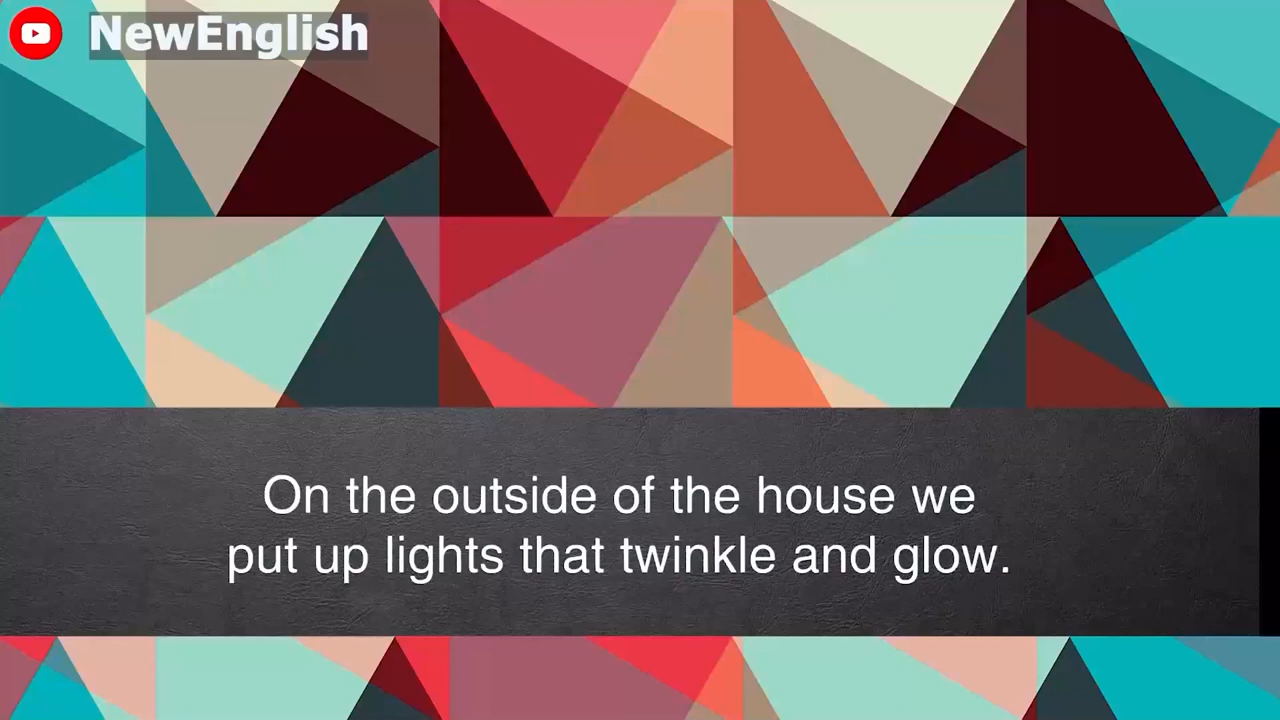 NewEnglish
On the outside of the house we
put up lights that twinkle and glow.